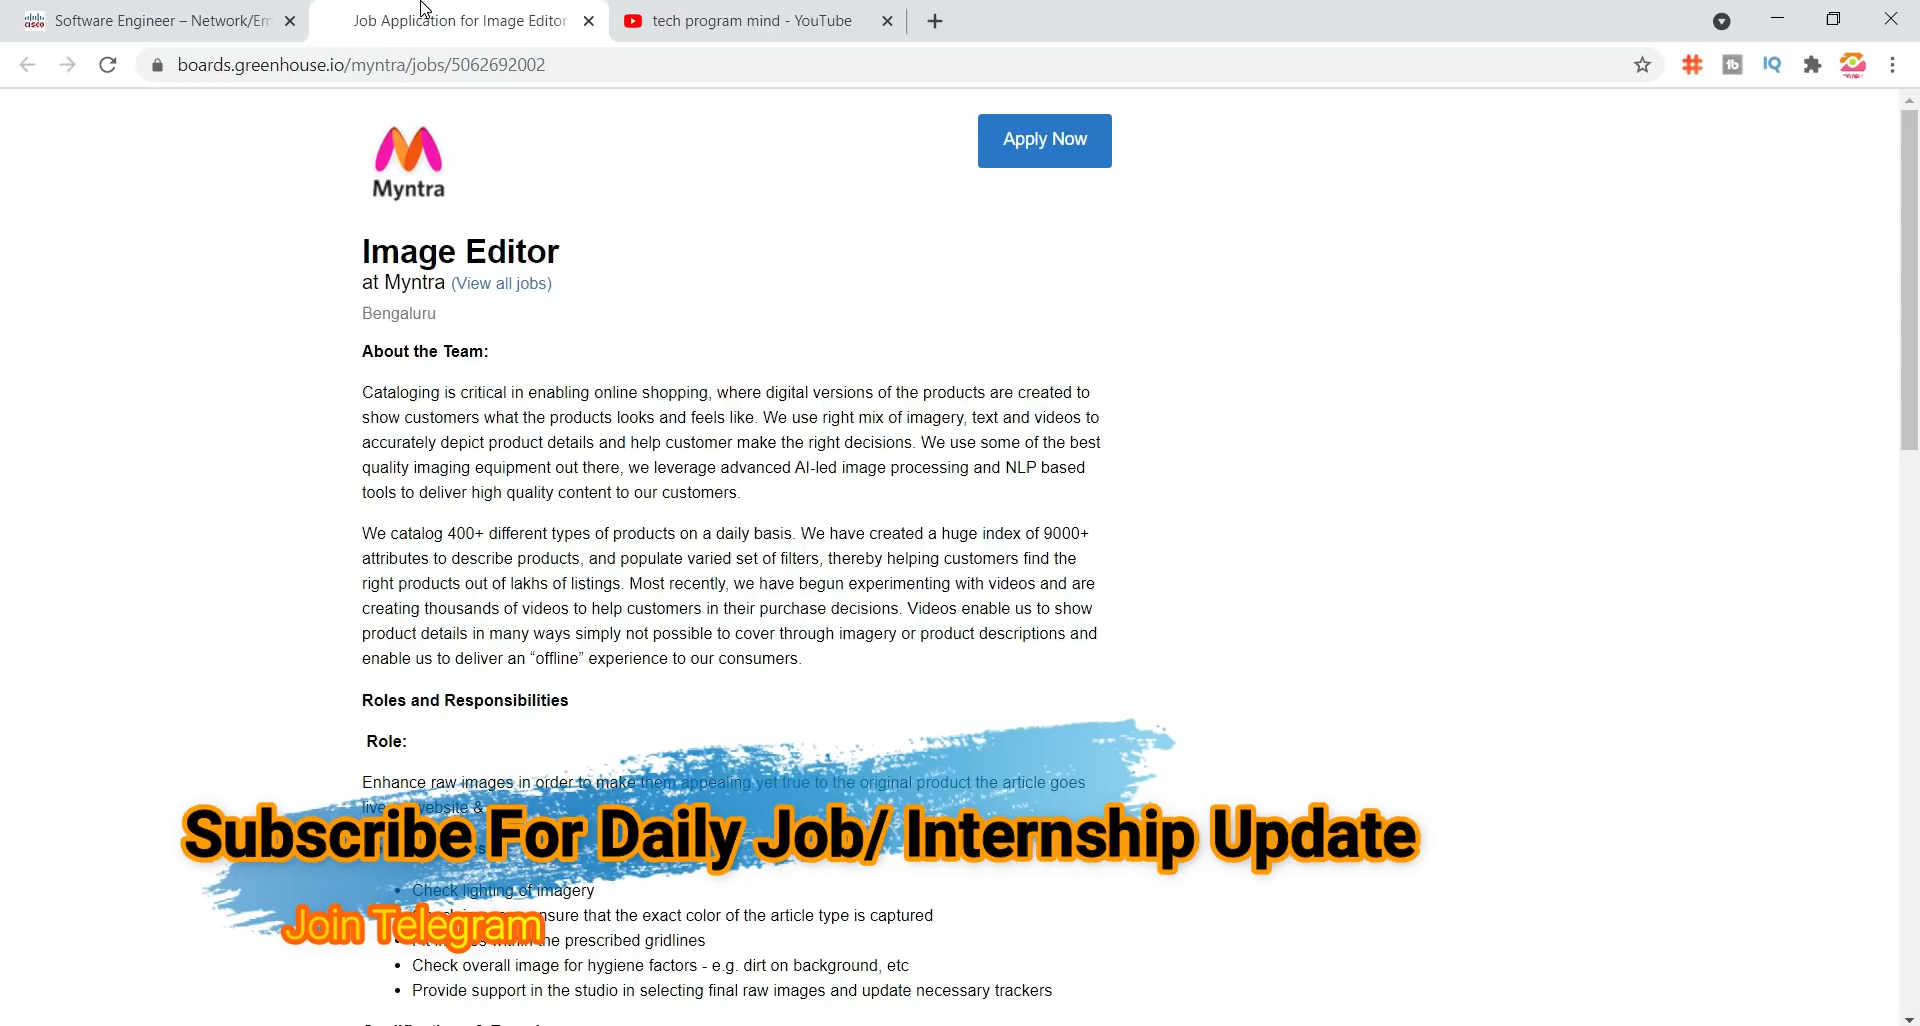 Software Engineer – Network/Em
Job Application for Image Editor
tech program mind - YouTube
boards.greenhouse.io/myntra/jobs/5062692002
Myntra
Apply Now
Image Editor
at Myntra (View all jobs)
Bengaluru
About the Team:
Cataloging is critical in enabling online shopping, where digital versions of the products are created to
show customers what the products looks and feels like. We use right mix of imagery, text and videos to
accurately depict product details and help customer make the right decisions. We use some of the best
quality imaging equipment out there, we leverage advanced AI-led image processing and NLP based
tools to deliver high quality content to our customers.
We catalog 400+ different types of products on a daily basis. We have created a huge index of 9000+
attributes to describe products, and populate varied set of filters, thereby helping customers find the
right products out of lakhs of listings. Most recently, we have begun experimenting with videos and are
creating thousands of videos to help customers in their purchase decisions. Videos enable us to show
product details in many ways simply not possible to cover through imagery or product descriptions and
enable us to deliver an “offline” experience to our consumers.
Roles and Responsibilities
Role:
Enhance raw images in order to make them appealing yet true to the original product the article goes
live website &
Subscribe For Daily Job/ Internship Update
• Check lighting of imagery
ensure that the exact color of the article type is captured
Join Telegram
the prescribed gridlines
• Check overall image for hygiene factors - e.g. dirt on background, etc
• Provide support in the studio in selecting final raw images and update necessary trackers